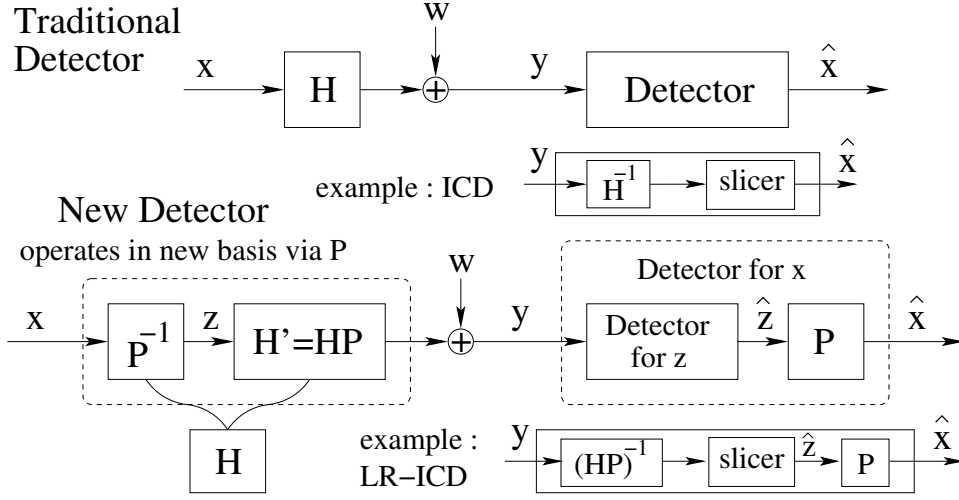 Traditional
Detector
w
x
H
+
y
Detector
x̂
example : ICD
y
H⁻¹
slicer
x̂
New Detector
operates in new basis via P
x
P⁻¹
z
H'=HP
w
+
y
Detector for x
Detector
for z
ẑ
P
x̂
H
example :
LR-ICD
y
(HP)⁻¹
slicer
ẑ
P
x̂